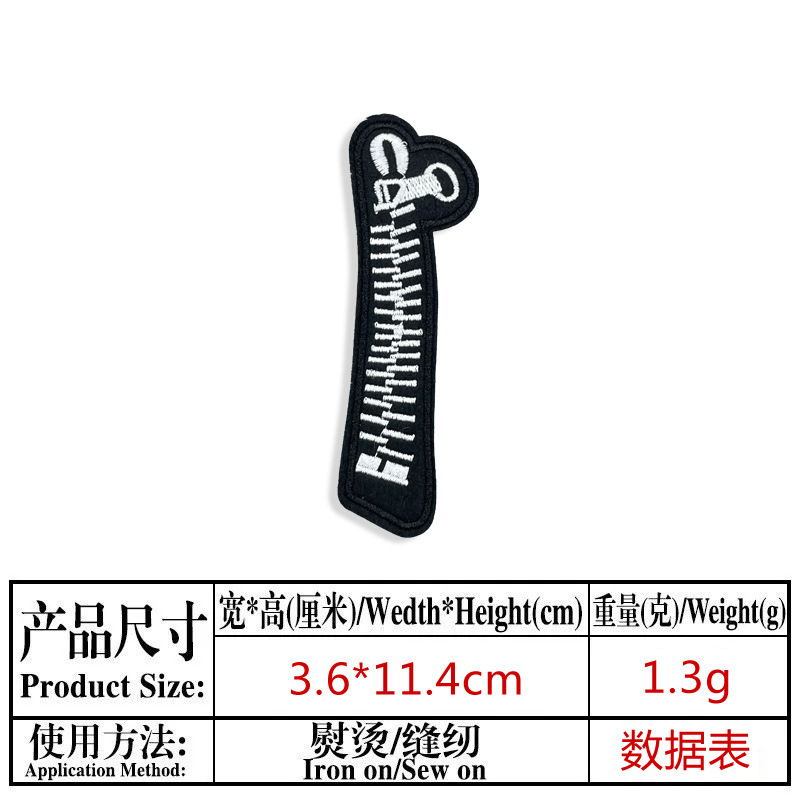 产品尺寸
Product Size:
宽*高(厘米)/Wedth*Height(cm)
重量(克)/Weight(g)
3.6*11.4cm
1.3g
使用方法:
Application Method:
熨烫/缝纫
Iron on/Sew on
数据表